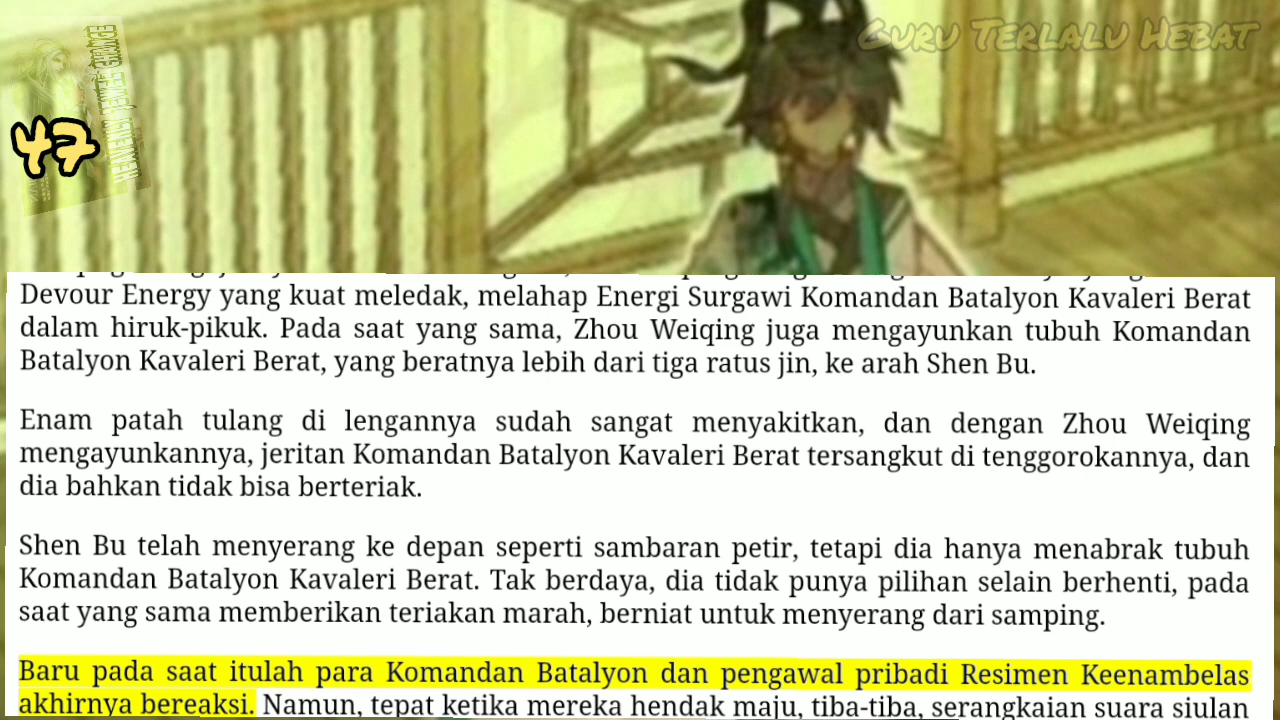 GURU TERLALU HEBAT
HEAVENLY JEWEL CHANGE
47
Devour Energy yang kuat meledak, melahap Energi Surgawi Komandan Batalyon Kavaleri Berat
dalam hiruk-pikuk. Pada saat yang sama, Zhou Weiqing juga mengayunkan tubuh Komandan
Batalyon Kavaleri Berat, yang beratnya lebih dari tiga ratus jin, ke arah Shen Bu.
Enam patah tulang di lengannya sudah sangat menyakitkan, dan dengan Zhou Weiqing
mengayunkannya, jeritan Komandan Batalyon Kavaleri Berat tersangkut di tenggorokannya, dan
dia bahkan tidak bisa berteriak.
Shen Bu telah menyerang ke depan seperti sambaran petir, tetapi dia hanya menabrak tubuh
Komandan Batalyon Kavaleri Berat. Tak berdaya, dia tidak punya pilihan selain berhenti, pada
saat yang sama memberikan teriakan marah, berniat untuk menyerang dari samping.
Baru pada saat itulah para Komandan Batalyon dan pengawal pribadi Resimen Keenambelas
akhirnya bereaksi. Namun, tepat ketika mereka hendak maju, tiba-tiba, serangkaian suara siulan